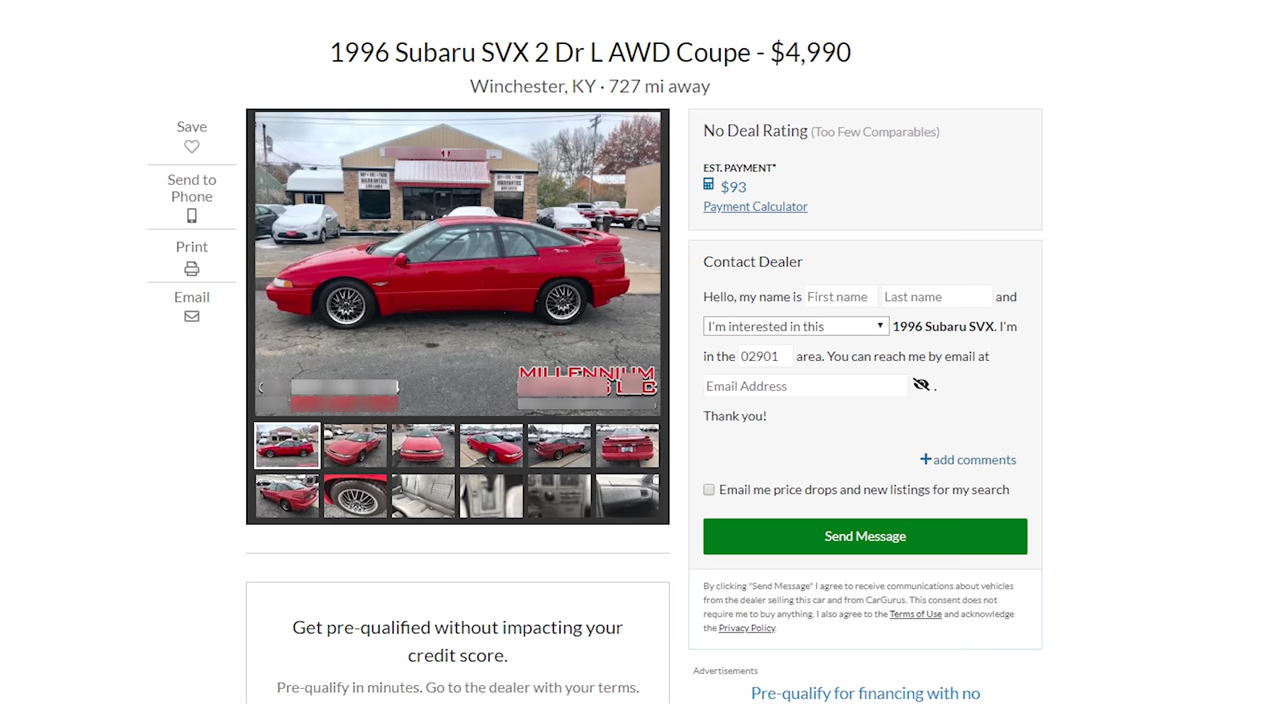 1996 Subaru SVX 2 Dr L AWD Coupe - $4,990
Winchester, KY · 727 mi away
Save
Send to
Phone
Print
Email
MILLENNIUM
LLC
No Deal Rating (Too Few Comparables)
EST. PAYMENT*
$93
Payment Calculator
Contact Dealer
Hello, my name is First name Last name and
I'm interested in this 1996 Subaru SVX. I'm
in the 02901 area. You can reach me by email at
Email Address .
Thank you!
+add comments
Email me price drops and new listings for my search
Send Message
By clicking "Send Message" I agree to receive communications about vehicles
from the dealer selling this car and from CarGurus. This consent does not
require me to buy anything. I also agree to the Terms of Use and acknowledge
the Privacy Policy.
Advertisements
Pre-qualify for financing with no
Get pre-qualified without impacting your
credit score.
Pre-qualify in minutes. Go to the dealer with your terms.